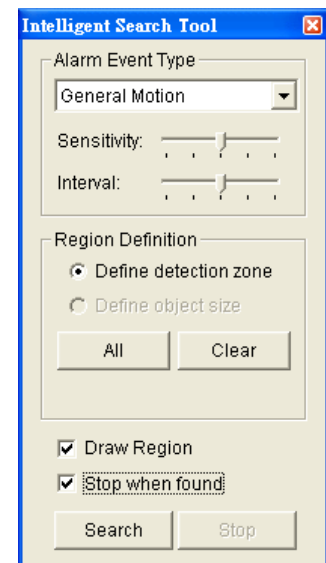 Intelligent Search Tool
Alarm Event Type
General Motion
Sensitivity:
Interval:
Region Definition
Define detection zone
Define object size
All Clear
Draw Region
Stop when found
Search Stop